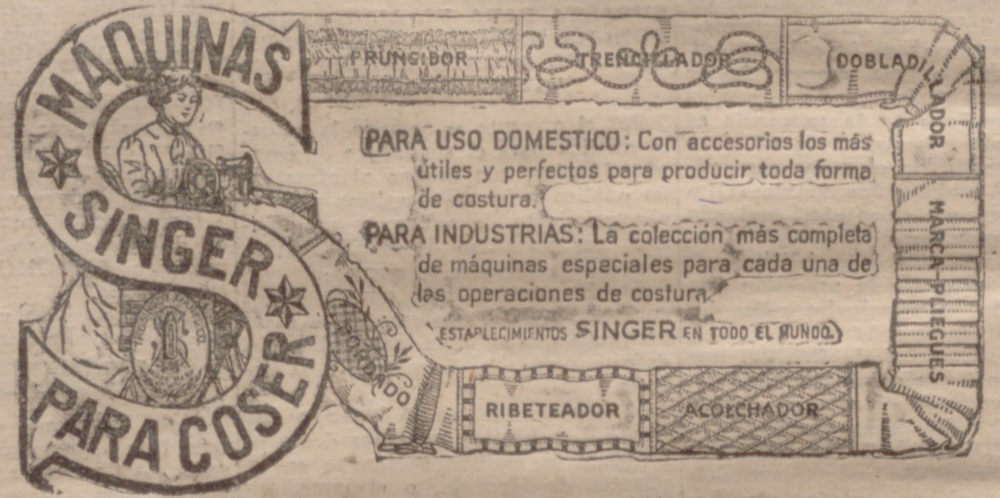 MÁQUINAS
SINGER
PARA COSER
FRUNCIDOR
TRENCILLADOR
DOBLADILLADOR
MARCA-PLIEGUES
PARA USO DOMESTICO: Con accesorios los más
útiles y perfectos para producir toda forma
de costura.
PARA INDUSTRIAS: La colección más completa
de máquinas especiales para cada una de
las operaciones de costura.
ESTABLECIMIENTOS SINGER EN TODO EL MUNDO.
BORDADO
RIBETEADOR
ACOLCHADOR